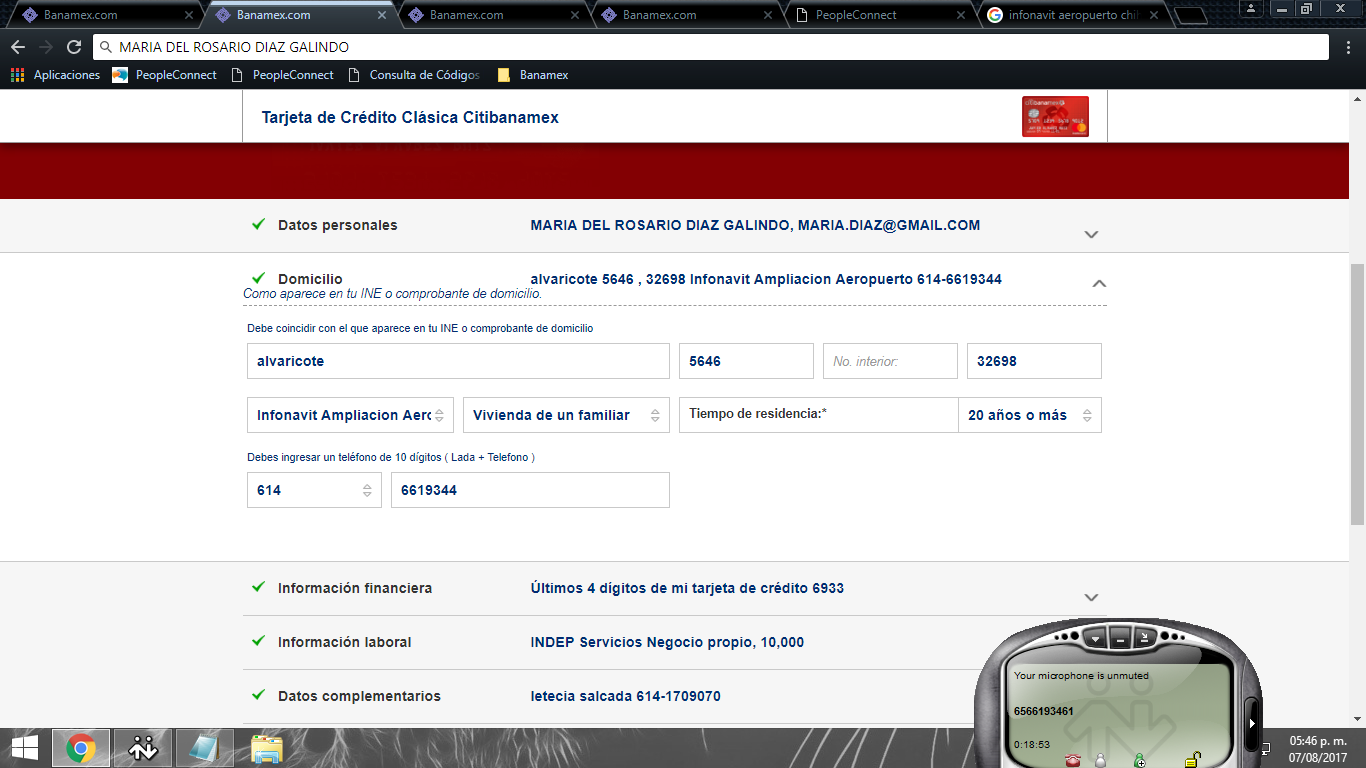 Banamex.com
Banamex.com
Banamex.com
Banamex.com
PeopleConnect
infonavit aeropuerto chi
MARIA DEL ROSARIO DIAZ GALINDO
Aplicaciones PeopleConnect PeopleConnect Consulta de Códigos Banamex
Tarjeta de Crédito Clásica Citibanamex
citibanamex
Datos personales MARIA DEL ROSARIO DIAZ GALINDO, MARIA.DIAZ@GMAIL.COM
Domicilio alvaricote 5646 , 32698 Infonavit Ampliacion Aeropuerto 614-6619344
Como aparece en tu INE o comprobante de domicilio.
Debe coincidir con el que aparece en tu INE o comprobante de domicilio
alvaricote 5646 No. interior: 32698
Infonavit Ampliacion Aero Vivienda de un familiar Tiempo de residencia:* 20 años o más
Debes ingresar un teléfono de 10 dígitos ( Lada + Telefono )
614 6619344
Información financiera Últimos 4 dígitos de mi tarjeta de crédito 6933
Información laboral INDEP Servicios Negocio propio, 10,000
Datos complementarios letecia salcada 614-1709070
Your microphone is unmuted
6566193461
0:18:53
05:46 p. m.
07/08/2017